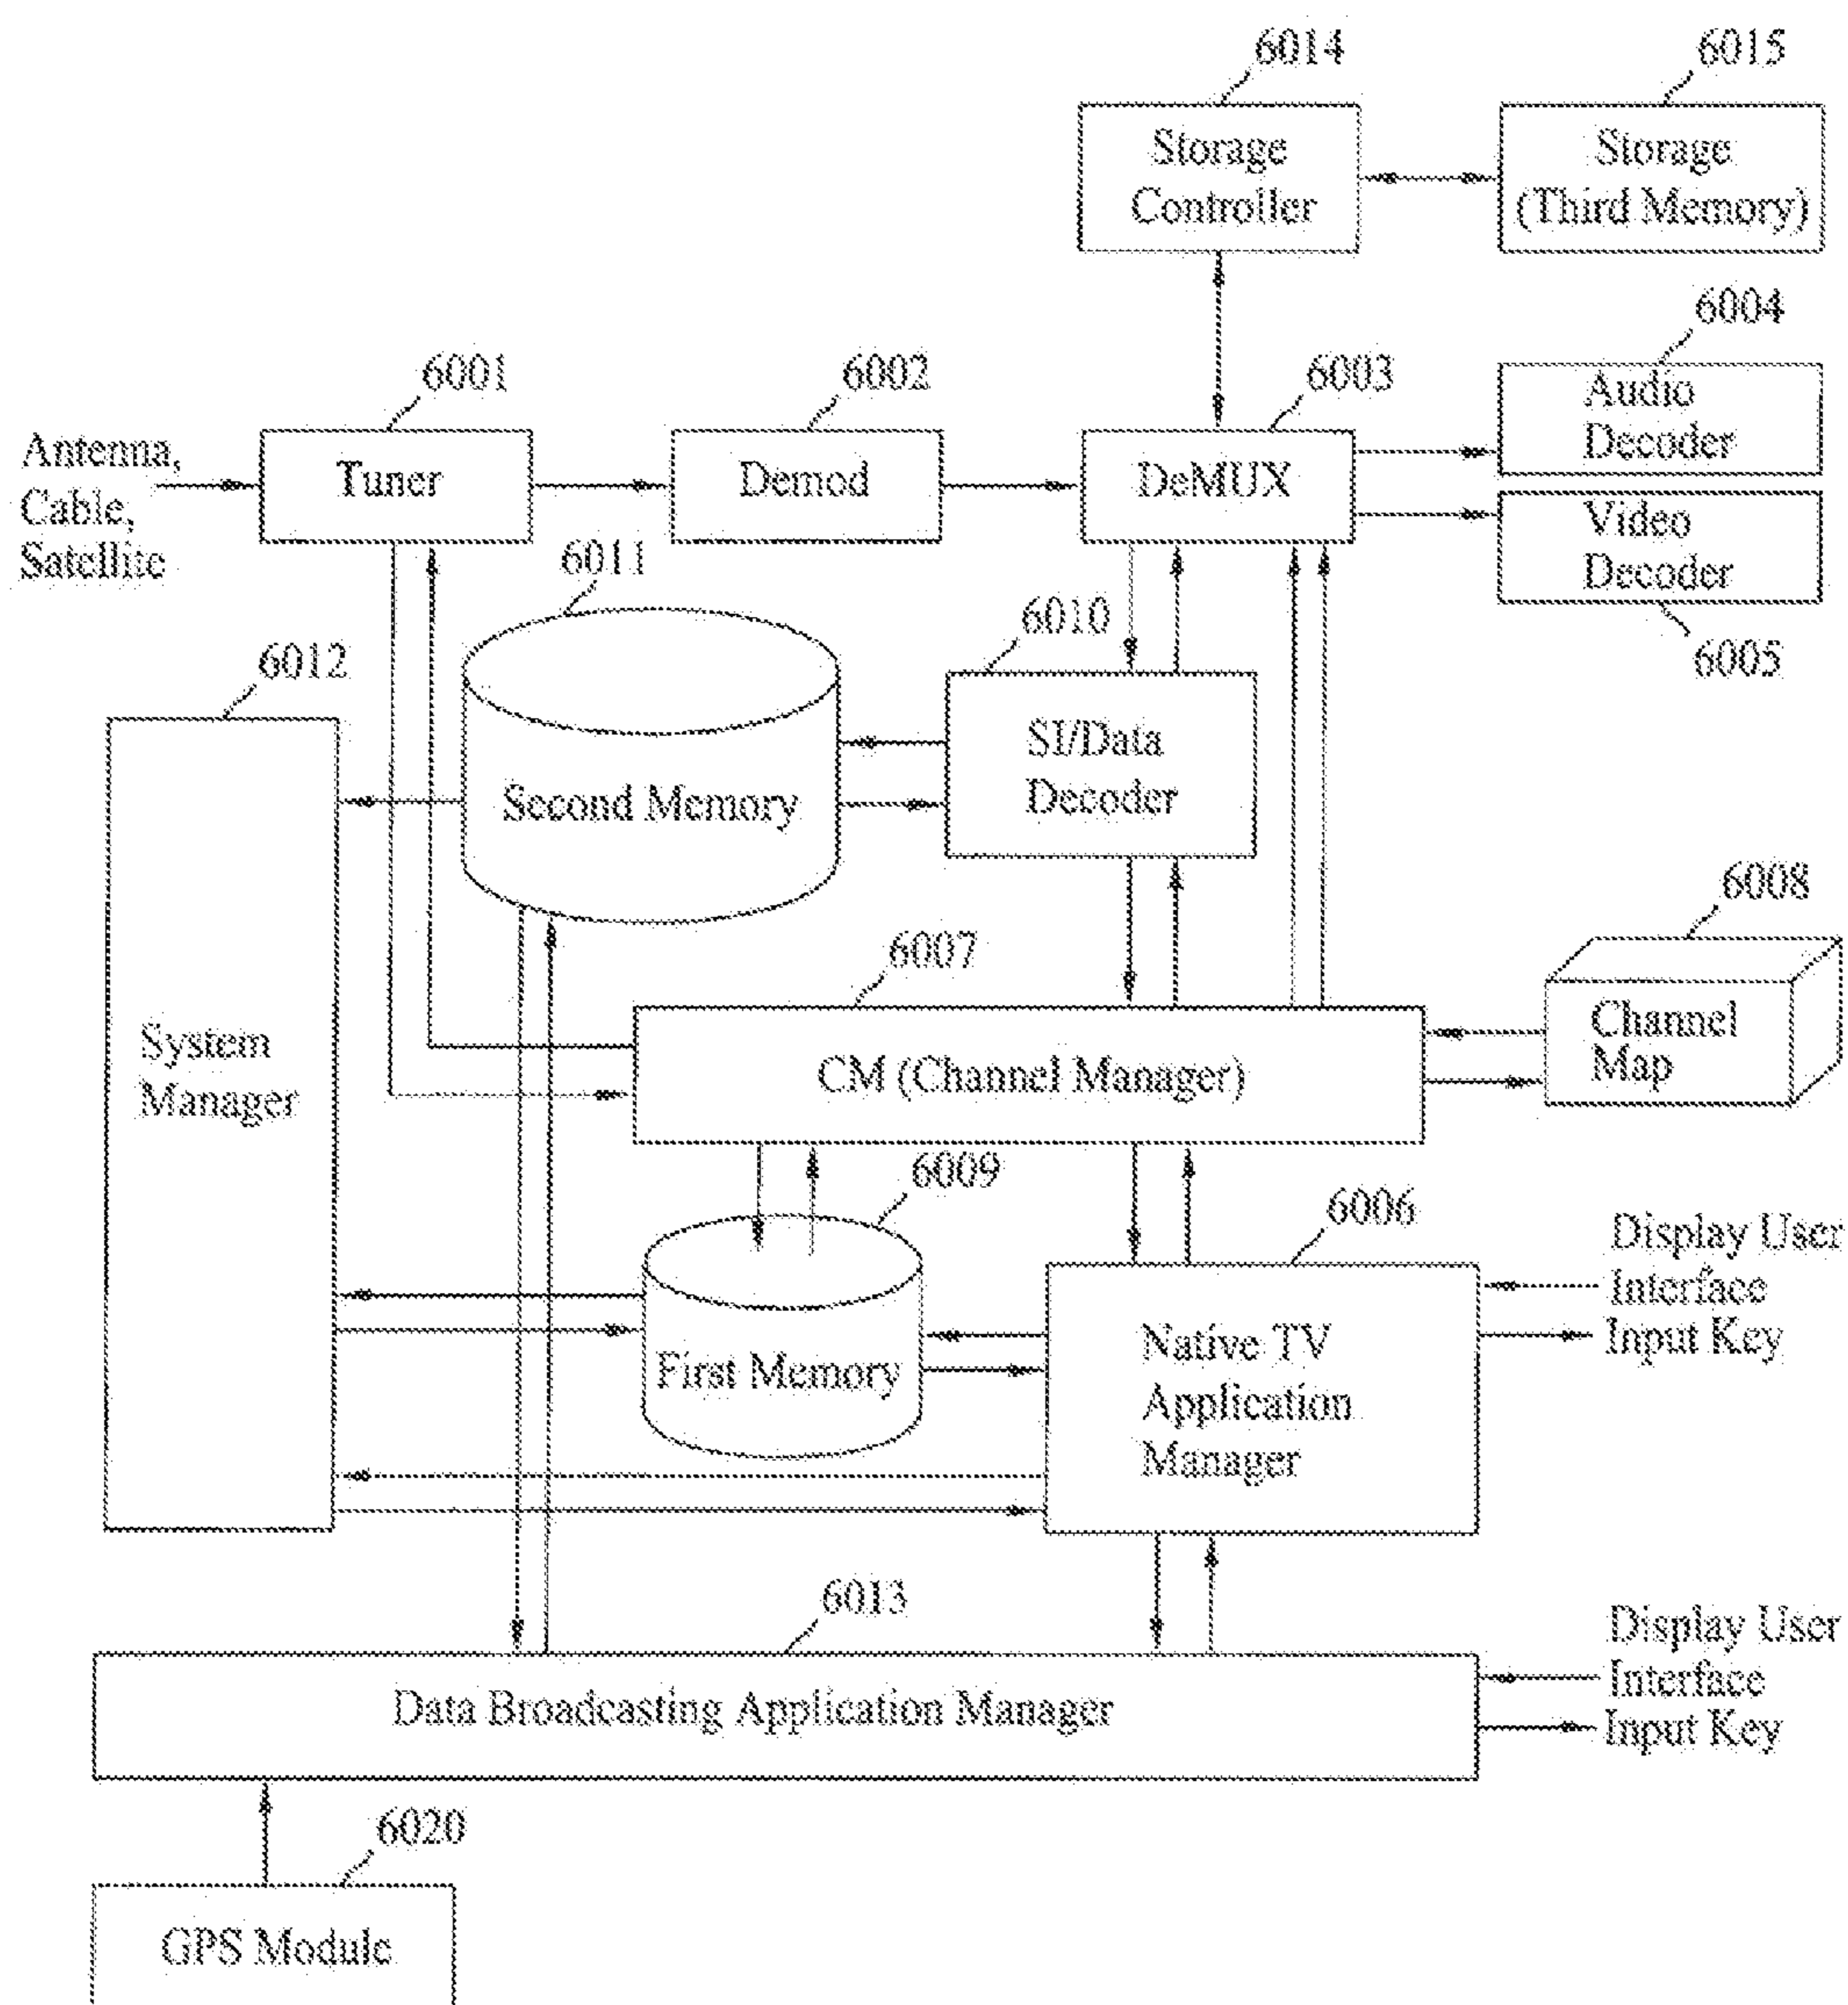 6014
6015
Storage
Controller
Storage
(Third Memory)
6004
6001
6002
6003
Audio
Decoder
Antenna,
Cable,
Satellite
Tuner
Demod
DeMUX
Video
Decoder
6005
6011
6010
6012
SI/Data
Decoder
Second Memory
6008
6007
Channel
Map
System
Manager
CM (Channel Manager)
6009
6006
Display User
Interface
Input Key
First Memory
Native TV
Application
Manager
6013
Display User
Interface
Input Key
Data Broadcasting Application Manager
6020
GPS Module